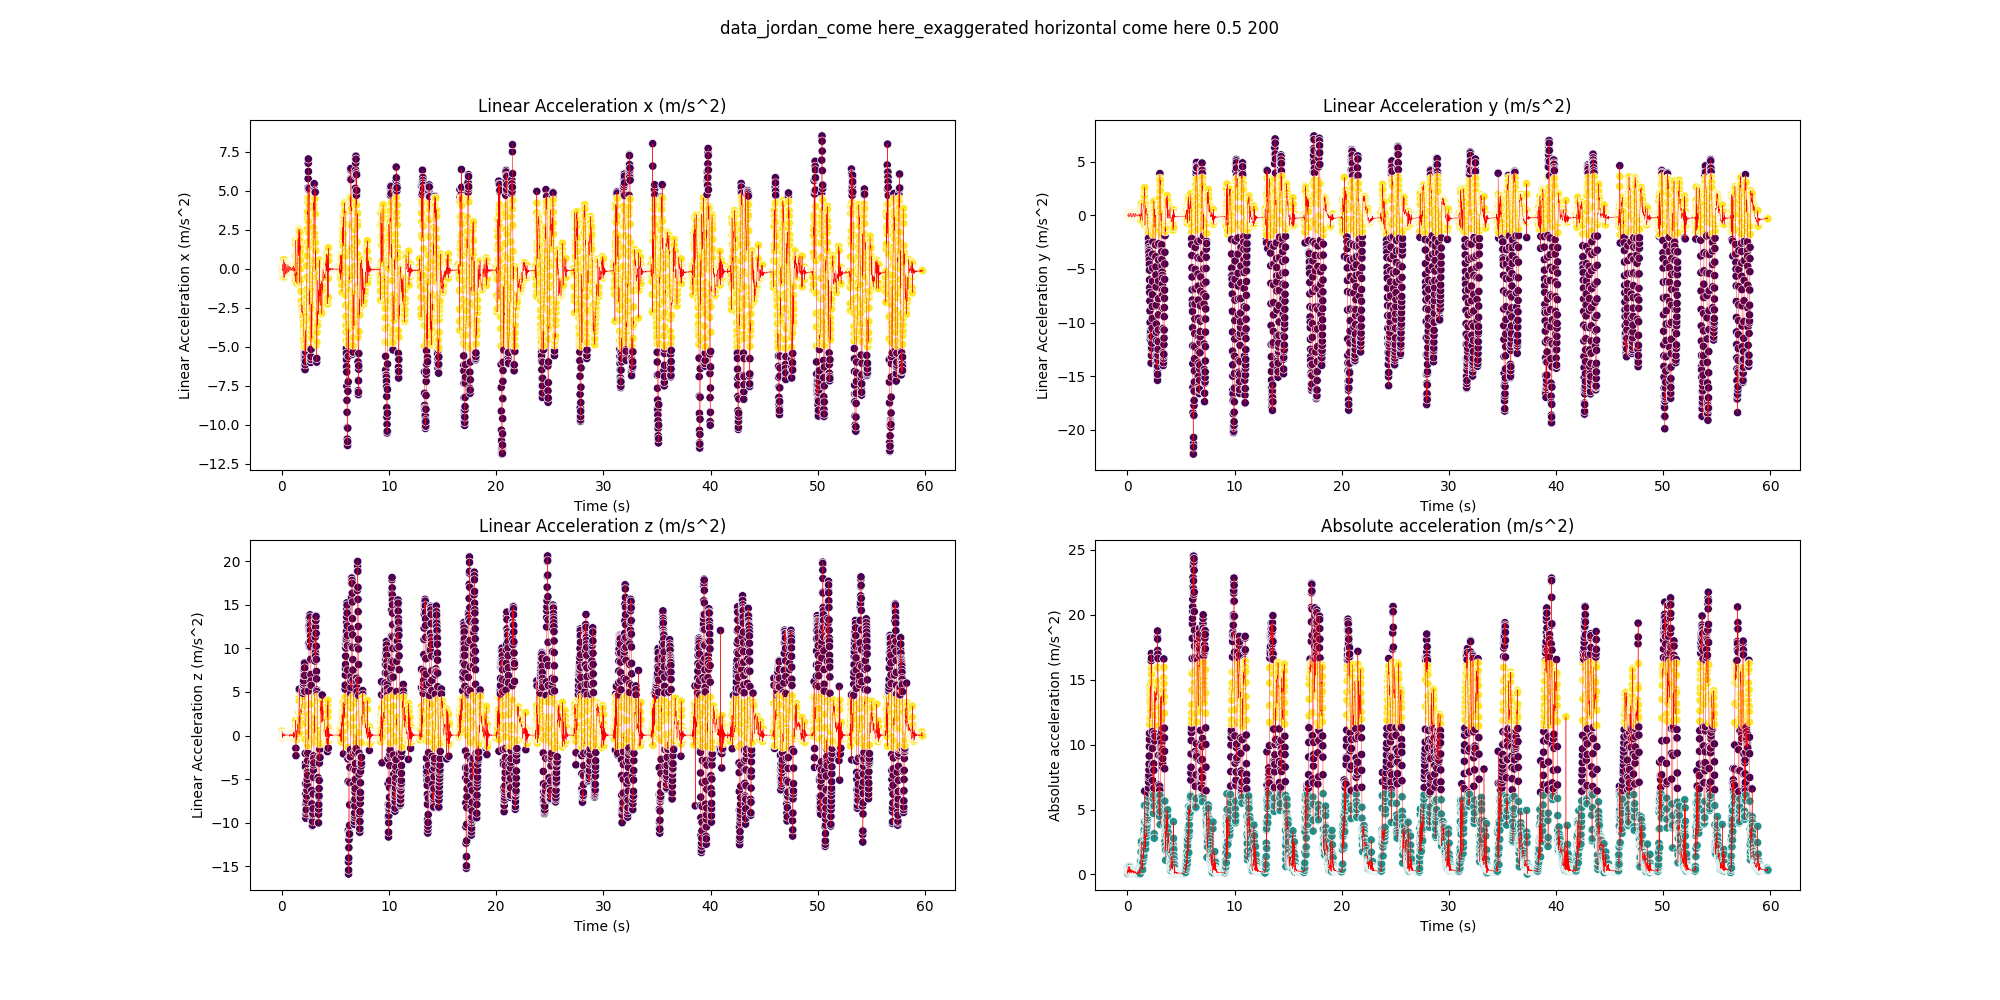 data_jordan_come here_exaggerated horizontal come here 0.5 200
Linear Acceleration x (m/s^2)
Linear Acceleration x (m/s^2)
7.5
5.0
2.5
0.0
−2.5
−5.0
−7.5
−10.0
−12.5
0 10 20 30 40 50 60
Time (s)
Linear Acceleration y (m/s^2)
Linear Acceleration y (m/s^2)
5
0
−5
−10
−15
−20
0 10 20 30 40 50 60
Time (s)
Linear Acceleration z (m/s^2)
Linear Acceleration z (m/s^2)
20
15
10
5
0
−5
−10
−15
0 10 20 30 40 50 60
Time (s)
Absolute acceleration (m/s^2)
Absolute acceleration (m/s^2)
25
20
15
10
5
0
0 10 20 30 40 50 60
Time (s)